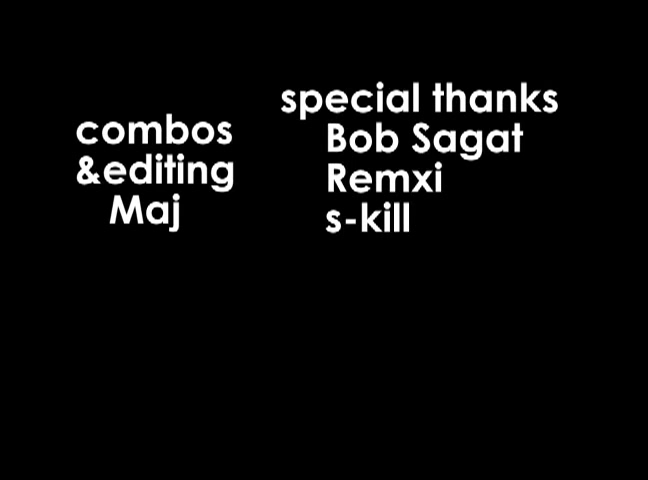 combos
&editing
Maj
special thanks
Bob Sagat
Remxi
s-kill